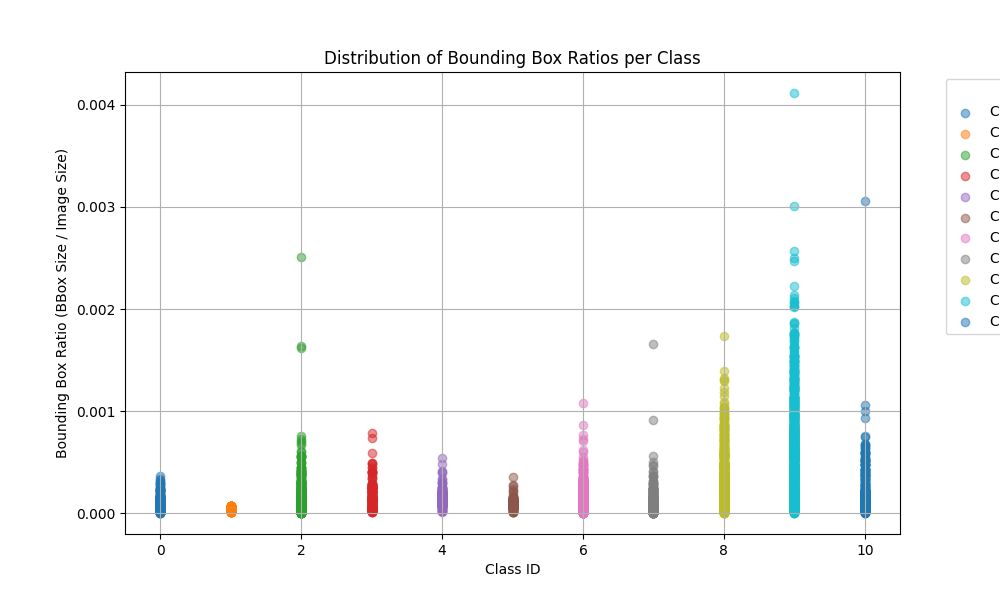 Distribution of Bounding Box Ratios per Class
Bounding Box Ratio (BBox Size / Image Size)
0.004
0.003
0.002
0.001
0.000
0 2 4 6 8 10
Class ID
C
C
C
C
C
C
C
C
C
C
C